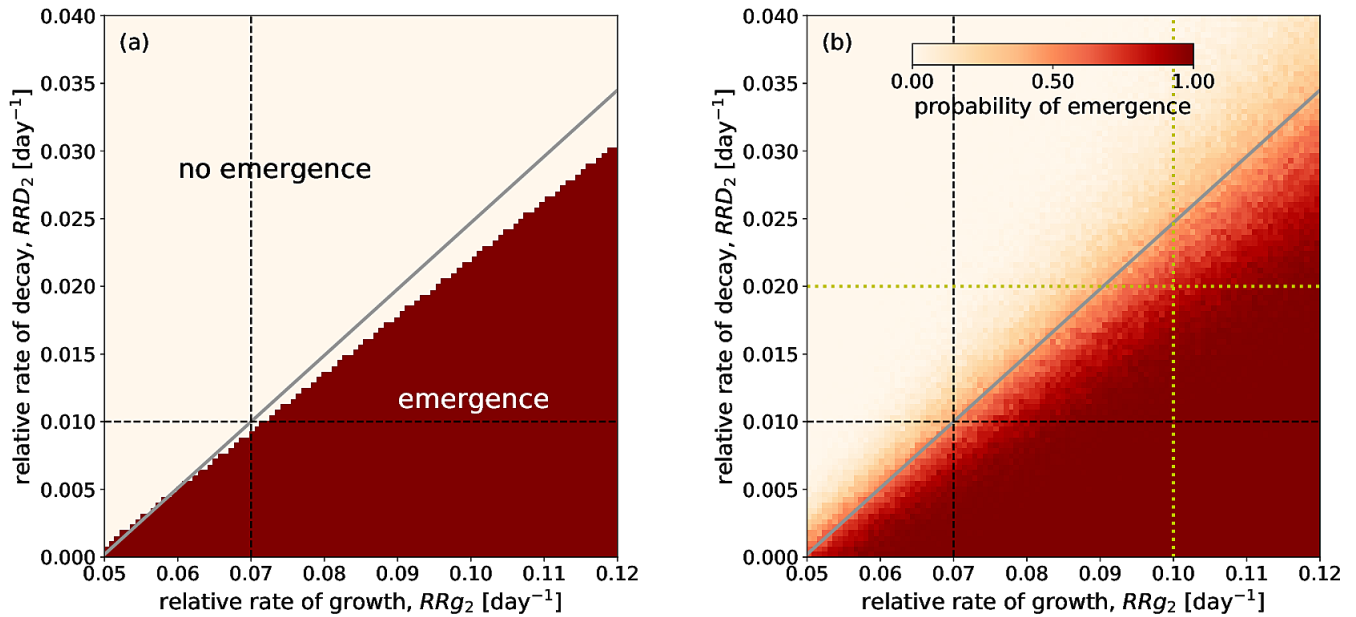 (a)
0.040
0.035
0.030
0.025
0.020
0.015
0.010
0.005
0.000
relative rate of decay, RRD₂ [day⁻¹]
no emergence
emergence
0.05 0.06 0.07 0.08 0.09 0.10 0.11 0.12
relative rate of growth, RRg₂ [day⁻¹]
(b)
0.040
0.035
0.030
0.025
0.020
0.015
0.010
0.005
0.000
relative rate of decay, RRD₂ [day⁻¹]
0.00 0.50 1.00
probability of emergence
0.05 0.06 0.07 0.08 0.09 0.10 0.11 0.12
relative rate of growth, RRg₂ [day⁻¹]